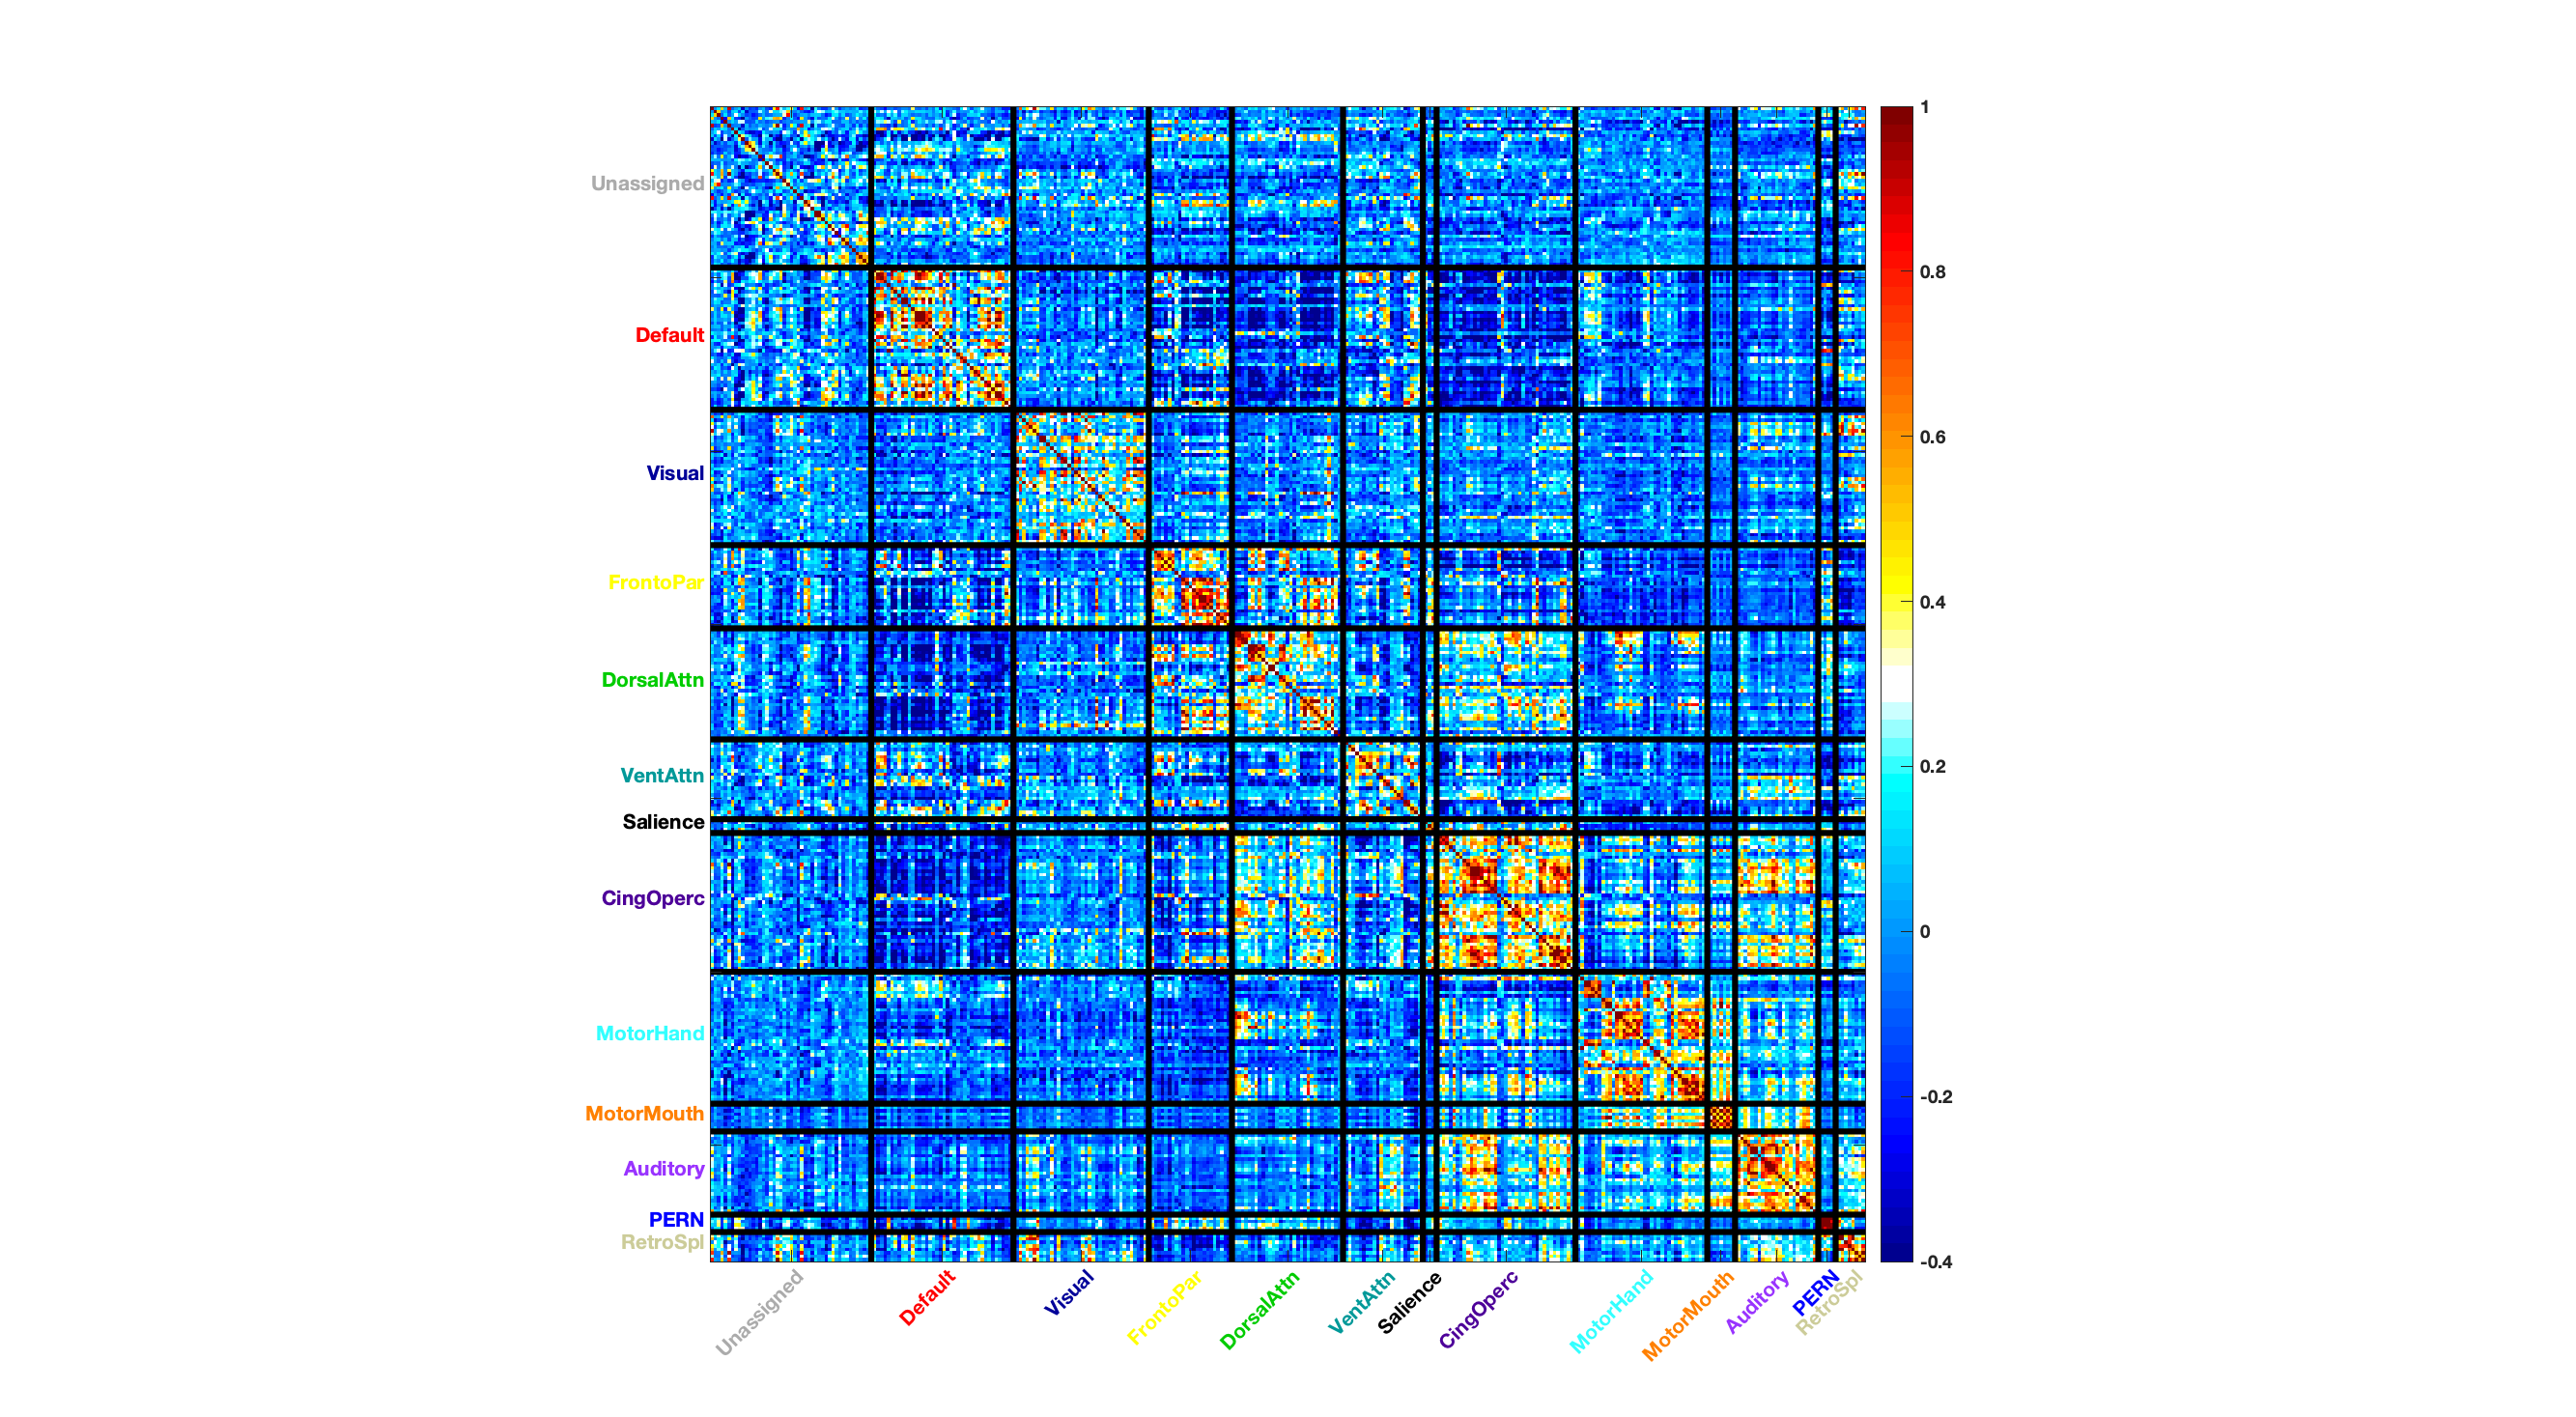 Unassigned
Default
Visual
FrontoPar
DorsalAttn
VentAttn
Salience
CingOperc
MotorHand
MotorMouth
Auditory
PERN
RetroSpl
Unassigned
Default
Visual
FrontoPar
DorsalAttn
VentAttn
Salience
CingOperc
MotorHand
MotorMouth
Auditory
PERN
RetroSpl
1
0.8
0.6
0.4
0.2
0
-0.2
-0.4